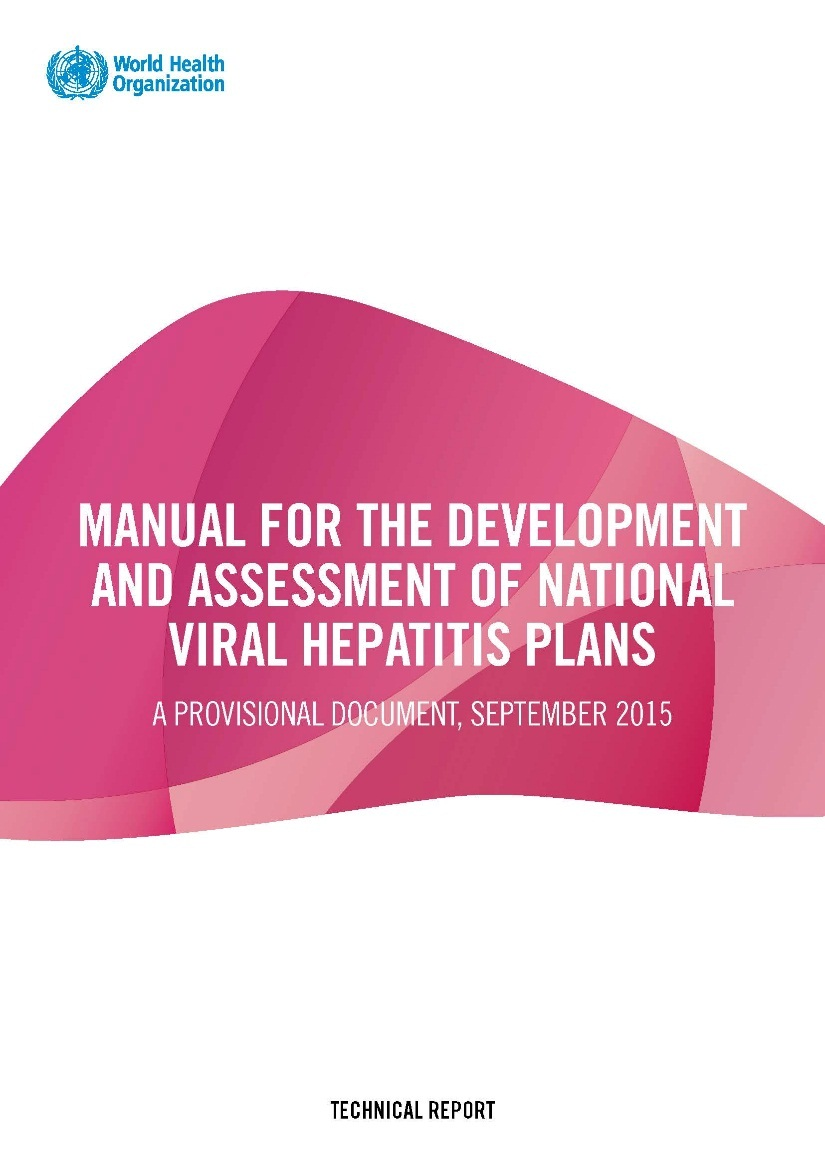 World Health
Organization
MANUAL FOR THE DEVELOPMENT
AND ASSESSMENT OF NATIONAL
VIRAL HEPATITIS PLANS
A PROVISIONAL DOCUMENT, SEPTEMBER 2015
TECHNICAL REPORT